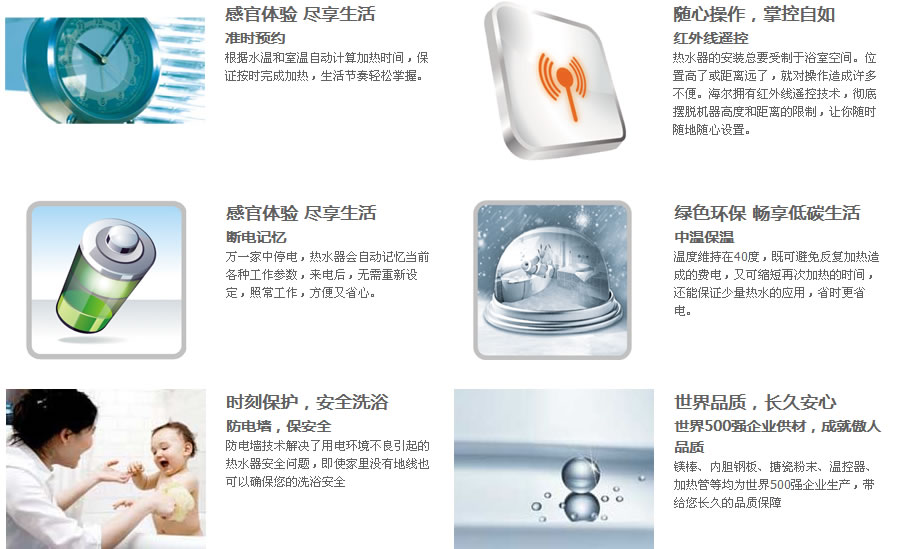 感官体验 尽享生活
准时预约
根据水温和室温自动计算加热时间，保
证按时完成加热，生活节奏轻松掌握。
随心操作，掌控自如
红外线遥控
热水器的安装总要受制于浴室空间。位
置高了或距离远了，就对操作造成许多
不便。海尔拥有红外线遥控技术，彻底
摆脱机器高度和距离的限制，让你随时
随地随心设置。
感官体验 尽享生活
断电记忆
万一家中停电，热水器会自动记忆当前
各种工作参数，来电后，无需重新设
定，照常工作，方便又省心。
绿色环保 畅享低碳生活
中温保温
温度维持在40度，既可避免反复加热造
成的费电，又可缩短再次加热的时间，
还能保证少量热水的应用，省时更省
电。
时刻保护，安全洗浴
防电墙，保安全
防电墙技术解决了用电环境不良引起的
热水器安全问题，即使家里没有地线也
可以确保您的洗浴安全
世界品质，长久安心
世界500强企业供材，成就傲人
品质
镁棒、内胆钢板、搪瓷粉末、温控器、
加热管等均为世界500强企业生产，带
给您长久的品质保障